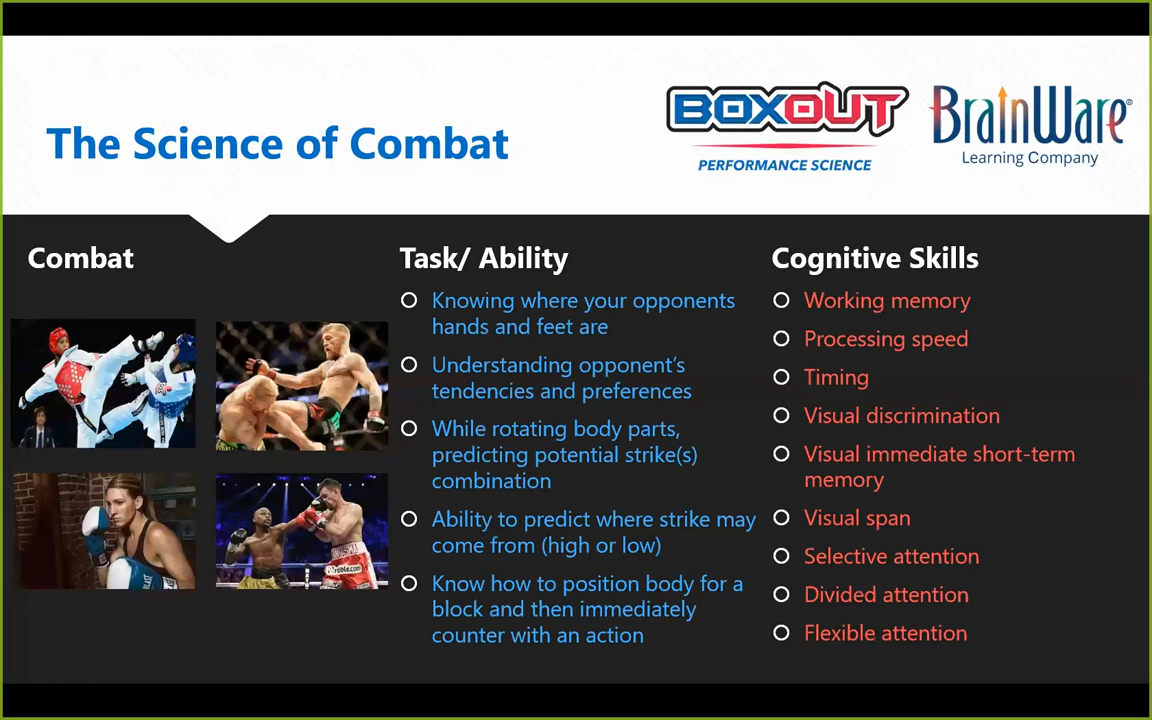 The Science of Combat
BOXOUT
PERFORMANCE SCIENCE
BrainWare®
Learning Company
Combat
Task/ Ability
Knowing where your opponents
hands and feet are
Understanding opponent's
tendencies and preferences
While rotating body parts,
predicting potential strike(s)
combination
Ability to predict where strike may
come from (high or low)
Know how to position body for a
block and then immediately
counter with an action
Cognitive Skills
Working memory
Processing speed
Timing
Visual discrimination
Visual immediate short-term
memory
Visual span
Selective attention
Divided attention
Flexible attention